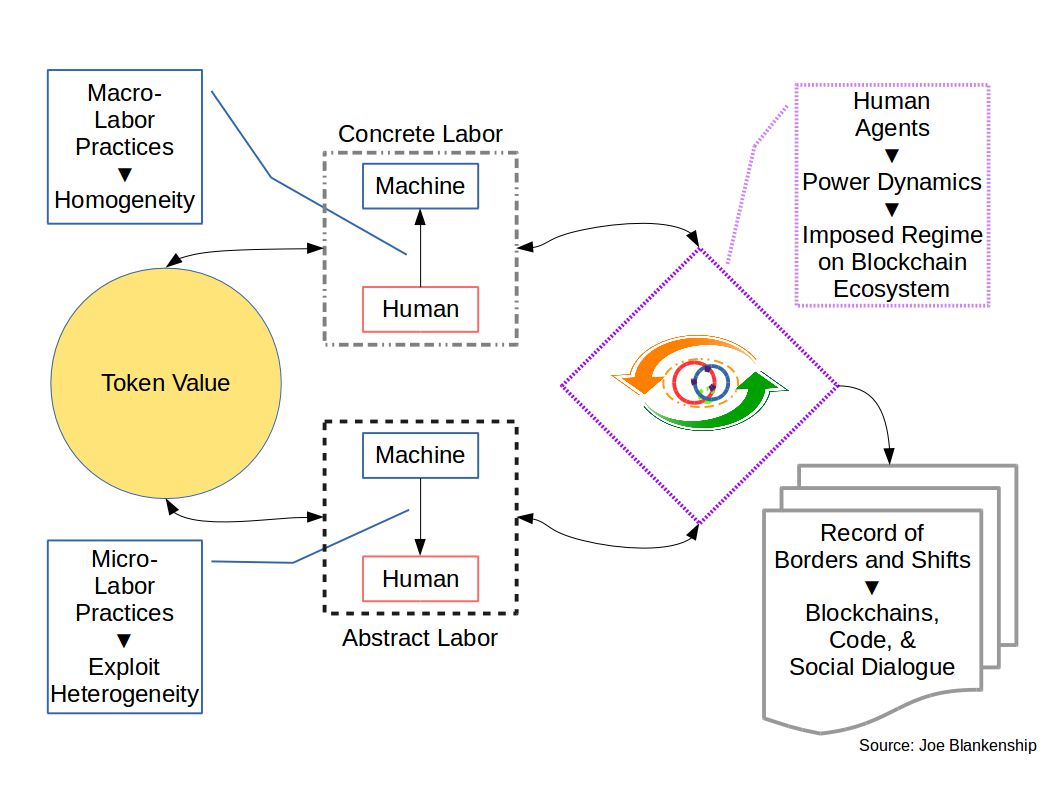 Macro-
Labor
Practices
▼
Homogeneity
Concrete Labor
Machine
Human
Human
Agents
▼
Power Dynamics
▼
Imposed Regime
on Blockchain
Ecosystem
Token Value
Machine
Human
Abstract Labor
Micro-
Labor
Practices
▼
Exploit
Heterogeneity
Record of
Borders and Shifts
▼
Blockchains,
Code, &
Social Dialogue
Source: Joe Blankenship